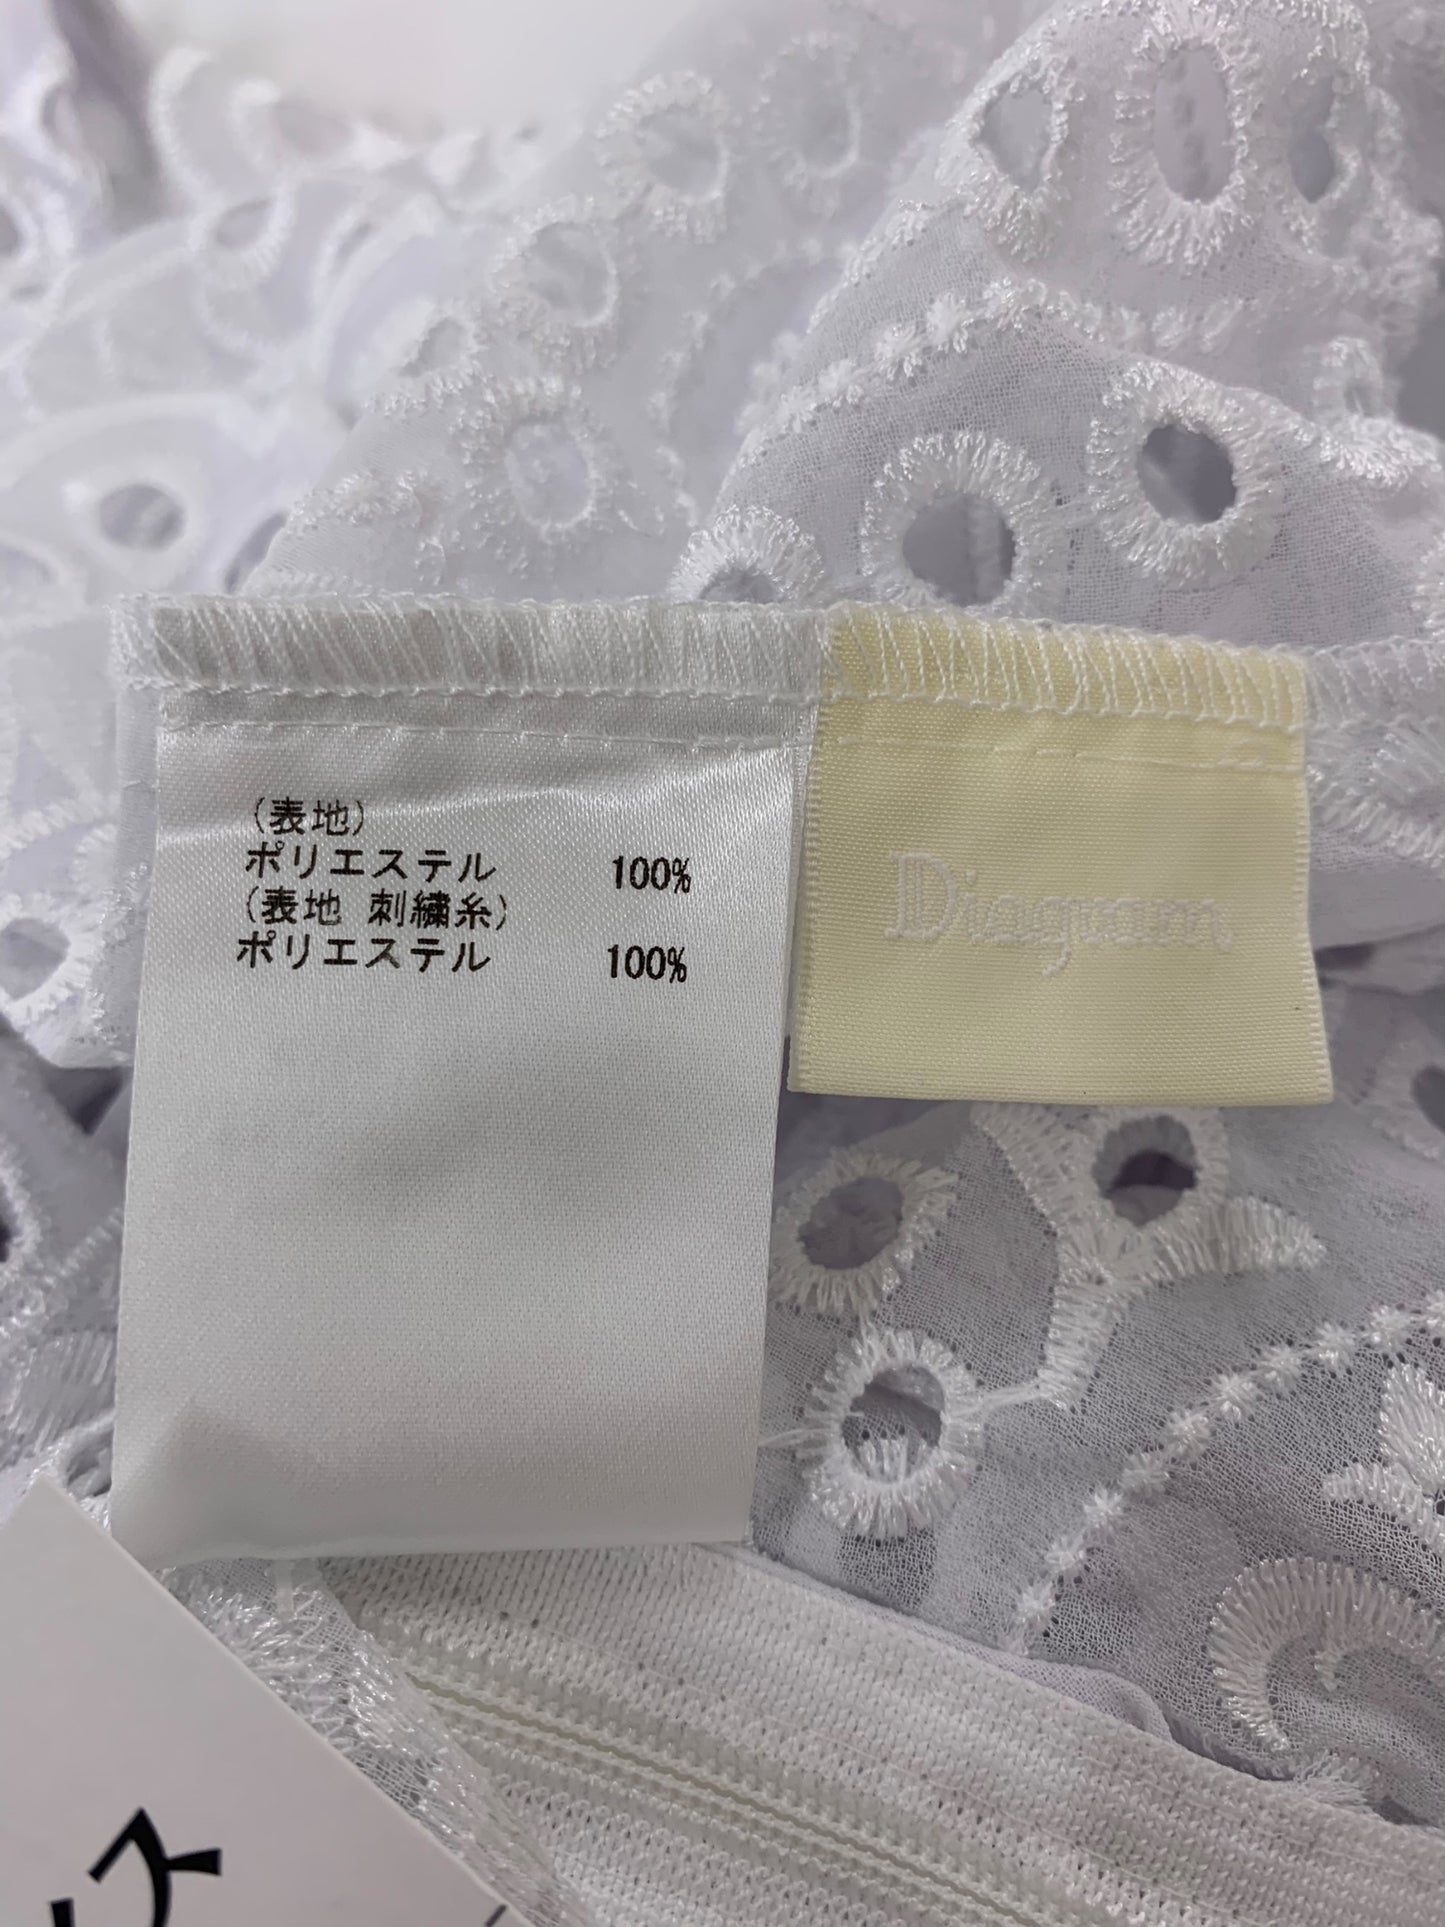 (表地)
ポリエステル 100%
(表地 刺繍糸)
ポリエステル 100%
Diagram
ス